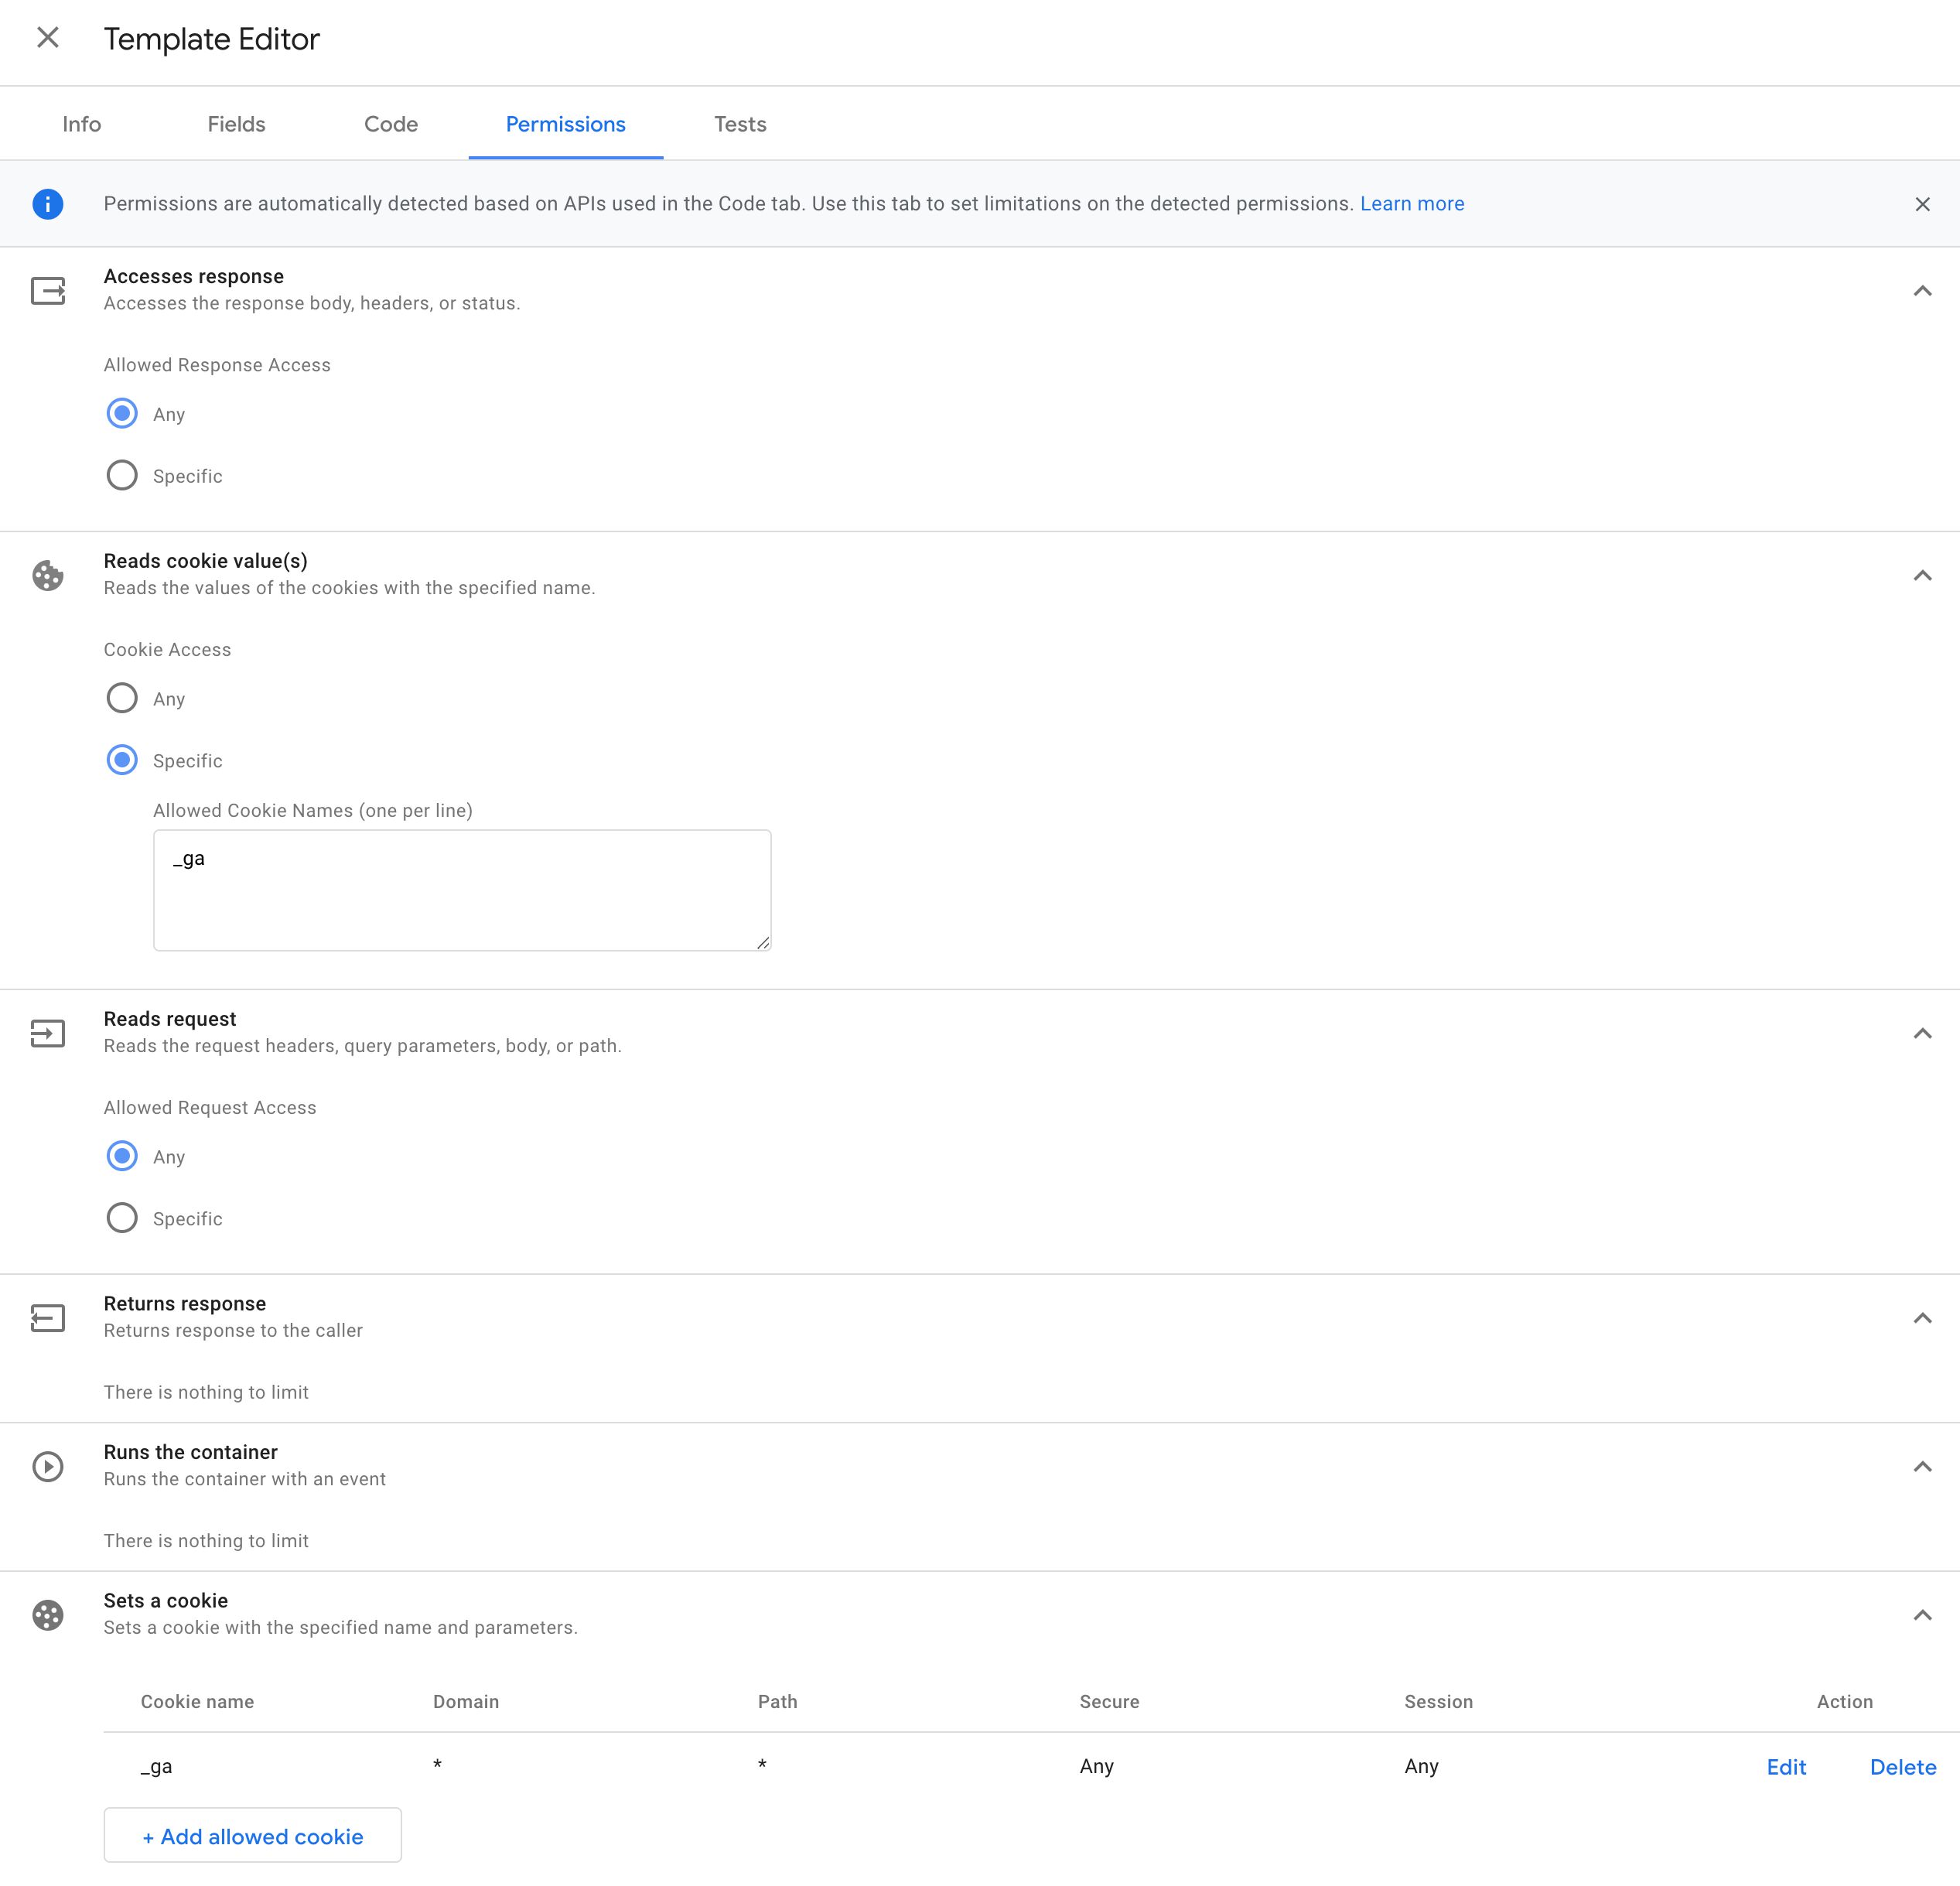 Template Editor
Info Fields Code Permissions Tests
Permissions are automatically detected based on APIs used in the Code tab. Use this tab to set limitations on the detected permissions. Learn more
Accesses response
Accesses the response body, headers, or status.
Allowed Response Access
Any
Specific
Reads cookie value(s)
Reads the values of the cookies with the specified name.
Cookie Access
Any
Specific
Allowed Cookie Names (one per line)
_ga
Reads request
Reads the request headers, query parameters, body, or path.
Allowed Request Access
Any
Specific
Returns response
Returns response to the caller
There is nothing to limit
Runs the container
Runs the container with an event
There is nothing to limit
Sets a cookie
Sets a cookie with the specified name and parameters.
Cookie name Domain Path Secure Session Action
_ga * * Any Any Edit Delete
+ Add allowed cookie